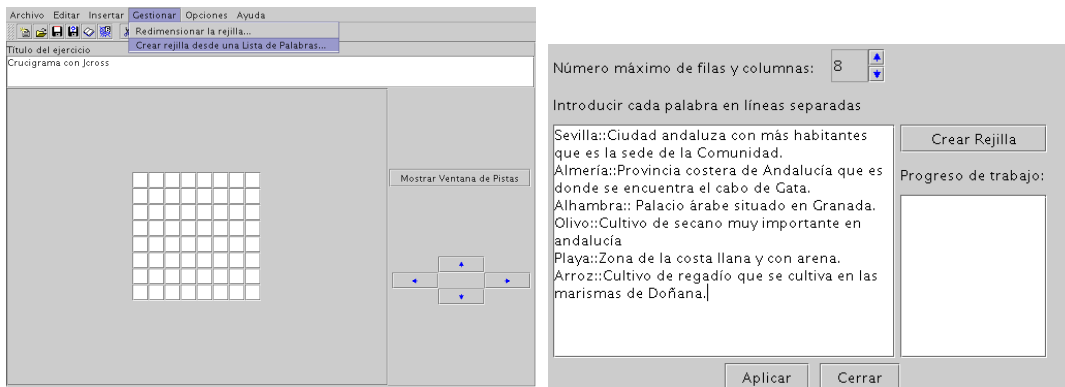 Archivo Editar Insertar Gestionar Opciones Ayuda
Redimensionar la rejilla...
Crear rejilla desde una Lista de Palabras...
Título del ejercicio
Crucigrama con Jcross
Mostrar Ventana de Pistas
Número máximo de filas y columnas: 8
Introducir cada palabra en líneas separadas
Sevilla::Ciudad andaluza con más habitantes
que es la sede de la Comunidad.
Almería::Provincia costera de Andalucía que es
donde se encuentra el cabo de Gata.
Alhambra:: Palacio árabe situado en Granada.
Olivo::Cultivo de secano muy importante en
andalucía
Playa::Zona de la costa llana y con arena.
Arroz::Cultivo de regadío que se cultiva en las
marismas de Doñana.
Crear Rejilla
Progreso de trabajo:
Aplicar Cerrar